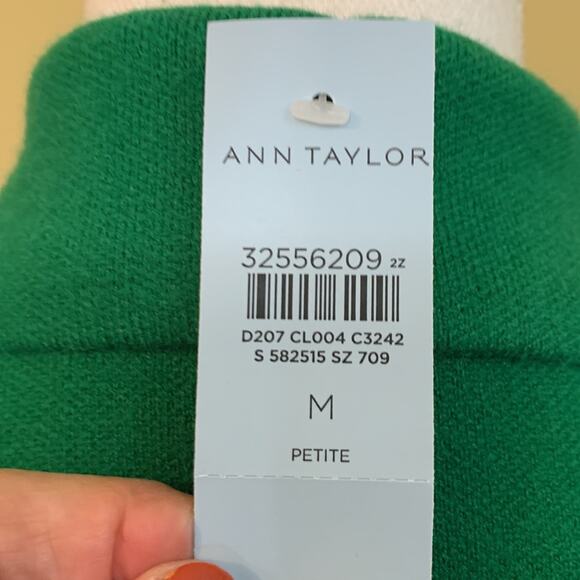 ANN TAYLOR
32556209 2Z
D207 CL004 C3242
S 582515 SZ 709
M
PETITE